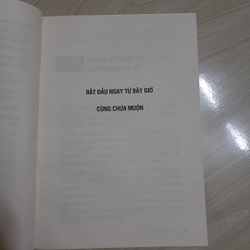 BẮT ĐẦU NGAY TỪ BÂY GIỜ
CŨNG CHƯA MUỘN